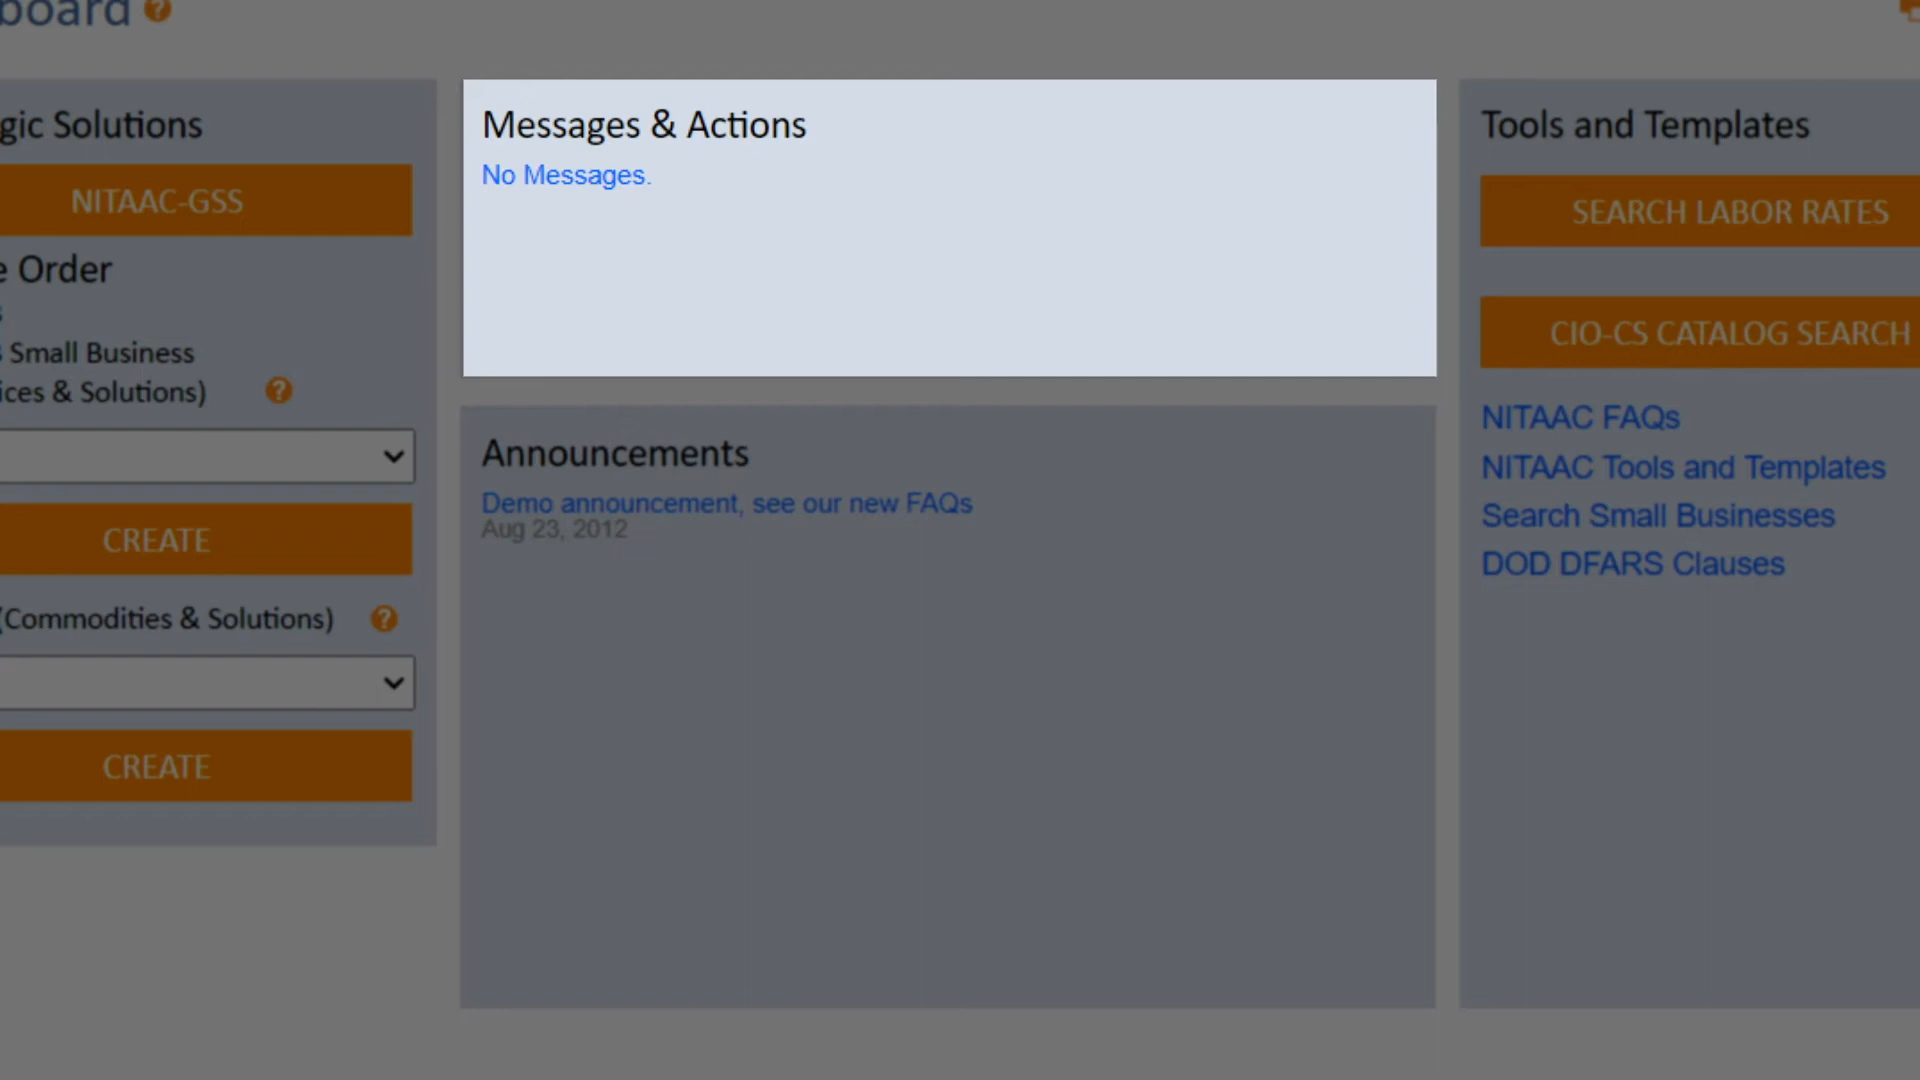 board
gic Solutions
NITAAC-GSS
e Order
s
s Small Business
ices & Solutions)
CREATE
(Commodities & Solutions)
CREATE
Messages & Actions
No Messages.
Announcements
Demo announcement, see our new FAQs
Aug 23, 2012
Tools and Templates
SEARCH LABOR RATES
CIO-CS CATALOG SEARCH
NITAAC FAQs
NITAAC Tools and Templates
Search Small Businesses
DOD DFARS Clauses